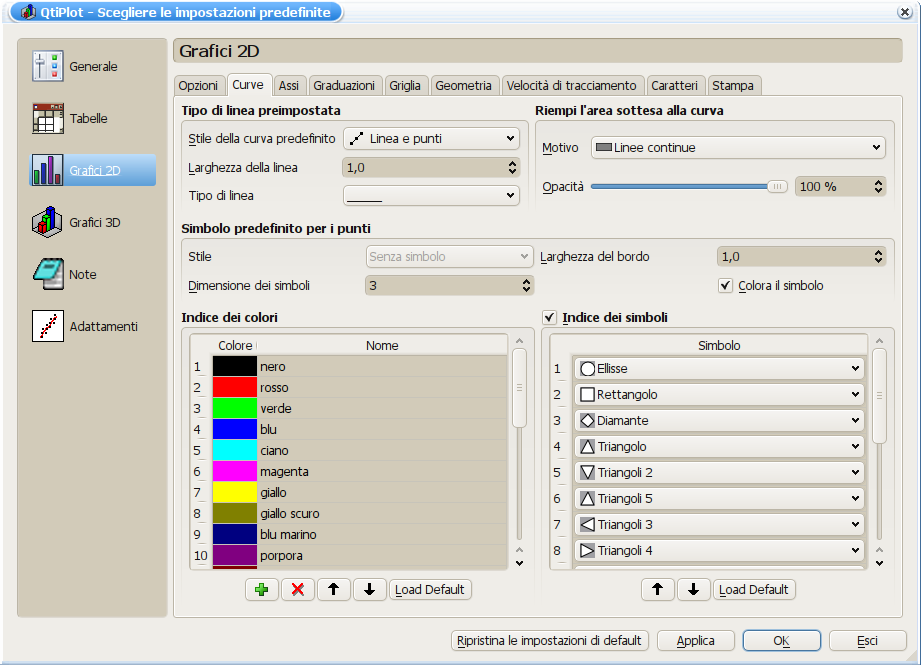 QtiPlot - Scegliere le impostazioni predefinite
Generale
Tabelle
Grafici 2D
Grafici 3D
Note
Adattamenti
Grafici 2D
Opzioni Curve Assi Graduazioni Griglia Geometria Velocità di tracciamento Caratteri Stampa
Tipo di linea preimpostata
Stile della curva predefinito Linea e punti
Larghezza della linea 1,0
Tipo di linea
Riempi l'area sottesa alla curva
Motivo Linee continue
Opacità 100 %
Simbolo predefinito per i punti
Stile Senza simbolo Larghezza del bordo 1,0
Dimensione dei simboli 3 Colora il simbolo
Indice dei colori
Colore Nome
1 nero
2 rosso
3 verde
4 blu
5 ciano
6 magenta
7 giallo
8 giallo scuro
9 blu marino
10 porpora
Load Default
Indice dei simboli
Simbolo
1 Ellisse
2 Rettangolo
3 Diamante
4 Triangolo
5 Triangoli 2
6 Triangoli 5
7 Triangoli 3
8 Triangoli 4
Load Default
Ripristina le impostazioni di default Applica OK Esci